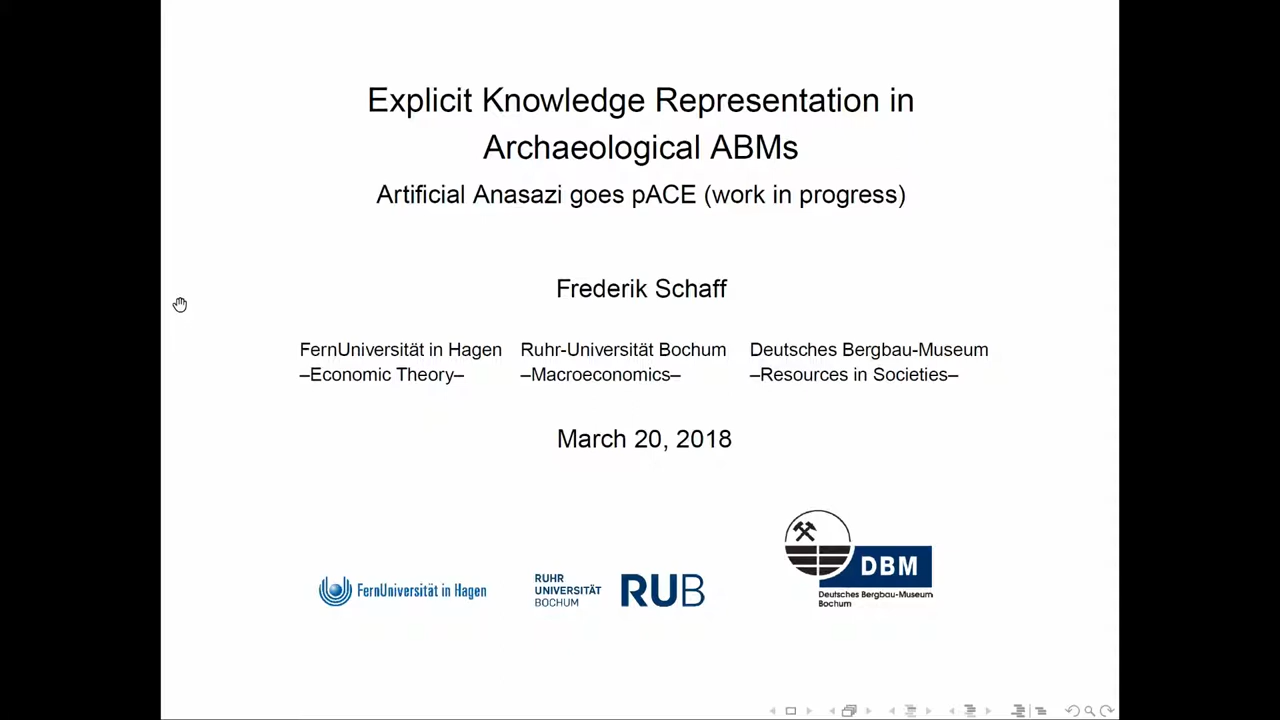 Explicit Knowledge Representation in
Archaeological ABMs
Artificial Anasazi goes pACE (work in progress)
Frederik Schaff
FernUniversität in Hagen Ruhr-Universität Bochum Deutsches Bergbau-Museum
–Economic Theory– –Macroeconomics– –Resources in Societies–
March 20, 2018
FernUniversität in Hagen
RUHR
UNIVERSITÄT
BOCHUM
RUB
DBM
Deutsches Bergbau-Museum
Bochum